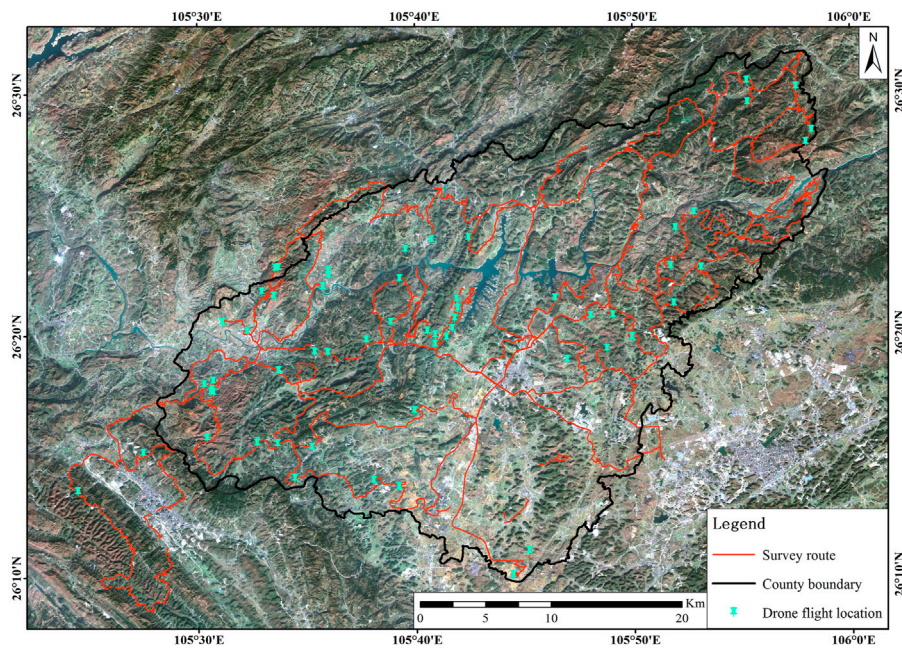 105°30'E 105°40'E 105°50'E 106°0'E
N
26°30'N 26°30'N
26°20'N 26°20'N
26°10'N 26°10'N
Legend
Survey route
County boundary
Drone flight location
Km
0 5 10 20
105°30'E 105°40'E 105°50'E 106°0'E